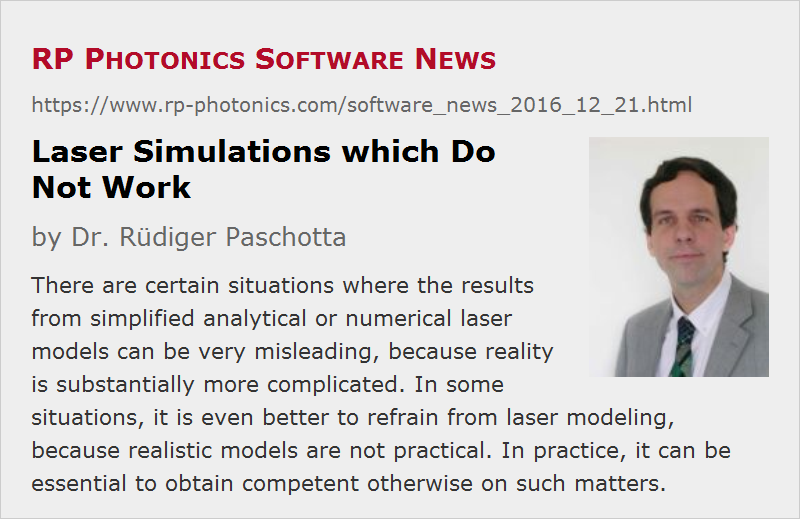 RP Photonics Software News
https://www.rp-photonics.com/software_news_2016_12_21.html
Laser Simulations which Do
Not Work
by Dr. Rüdiger Paschotta
There are certain situations where the results
from simplified analytical or numerical laser
models can be very misleading, because reality
is substantially more complicated. In some
situations, it is even better to refrain from laser modeling,
because realistic models are not practical. In practice, it can be
essential to obtain competent otherwise on such matters.